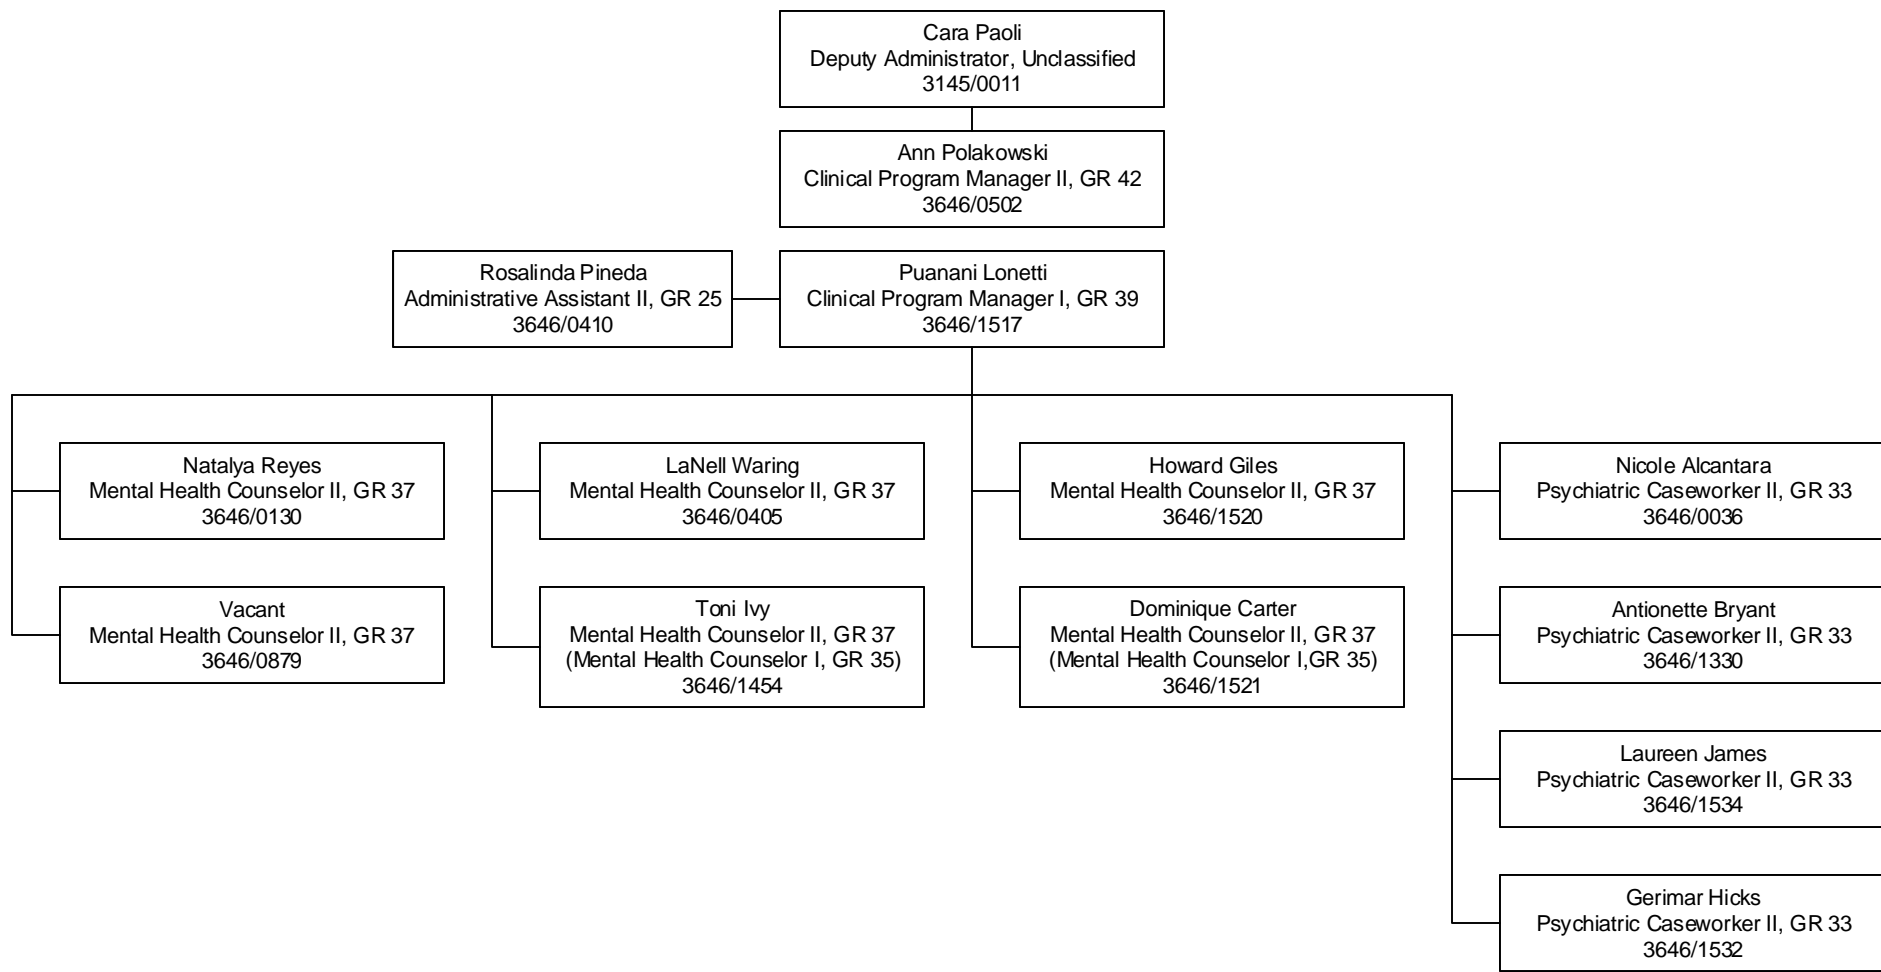 Cara Paoli
Deputy Administrator, Unclassified
3145/0011
Ann Polakowski
Clinical Program Manager II, GR 42
3646/0502
Rosalinda Pineda
Administrative Assistant II, GR 25
3646/0410
Puanani Lonetti
Clinical Program Manager I, GR 39
3646/1517
Natalya Reyes
Mental Health Counselor II, GR 37
3646/0130
LaNell Waring
Mental Health Counselor II, GR 37
3646/0405
Howard Giles
Mental Health Counselor II, GR 37
3646/1520
Nicole Alcantara
Psychiatric Caseworker II, GR 33
3646/0036
Vacant
Mental Health Counselor II, GR 37
3646/0879
Toni Ivy
Mental Health Counselor II, GR 37
(Mental Health Counselor I, GR 35)
3646/1454
Dominique Carter
Mental Health Counselor II, GR 37
(Mental Health Counselor I,GR 35)
3646/1521
Antionette Bryant
Psychiatric Caseworker II, GR 33
3646/1330
Laureen James
Psychiatric Caseworker II, GR 33
3646/1534
Gerimar Hicks
Psychiatric Caseworker II, GR 33
3646/1532